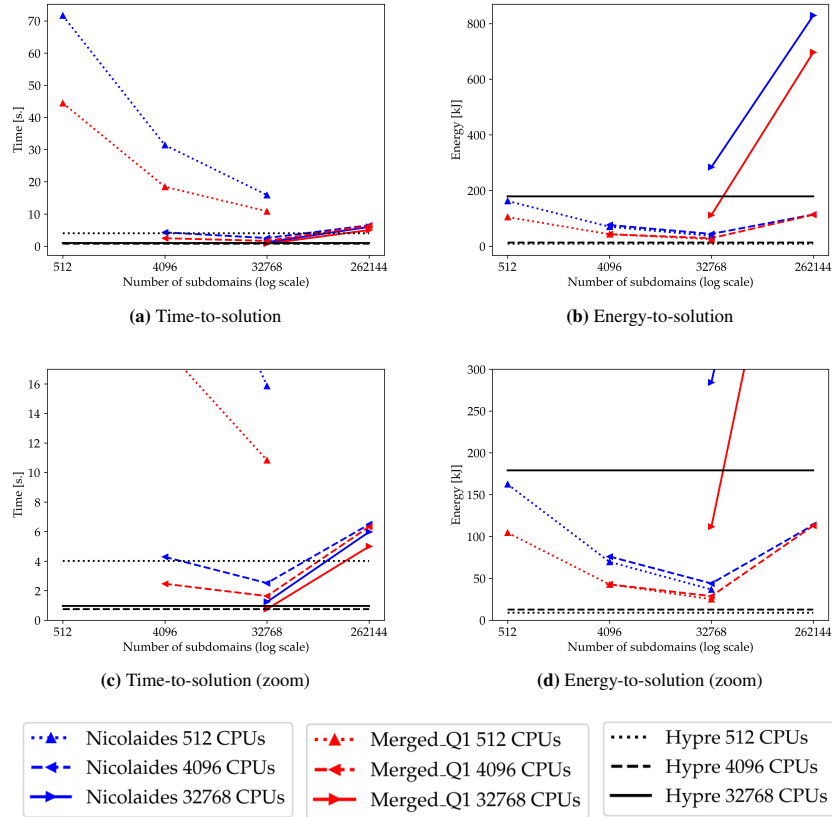 70
60
50
40
30
20
10
0
Time [s.]
512
4096
32768
262144
Number of subdomains (log scale)
(a) Time-to-solution
800
600
400
200
0
Energy [kJ]
512
4096
32768
262144
Number of subdomains (log scale)
(b) Energy-to-solution
16
14
12
10
8
6
4
2
0
Time [s.]
512
4096
32768
262144
Number of subdomains (log scale)
(c) Time-to-solution (zoom)
300
250
200
150
100
50
0
Energy [kJ]
512
4096
32768
262144
Number of subdomains (log scale)
(d) Energy-to-solution (zoom)
Nicolaides 512 CPUs
Nicolaides 4096 CPUs
Nicolaides 32768 CPUs
Merged_Q1 512 CPUs
Merged_Q1 4096 CPUs
Merged_Q1 32768 CPUs
Hypre 512 CPUs
Hypre 4096 CPUs
Hypre 32768 CPUs